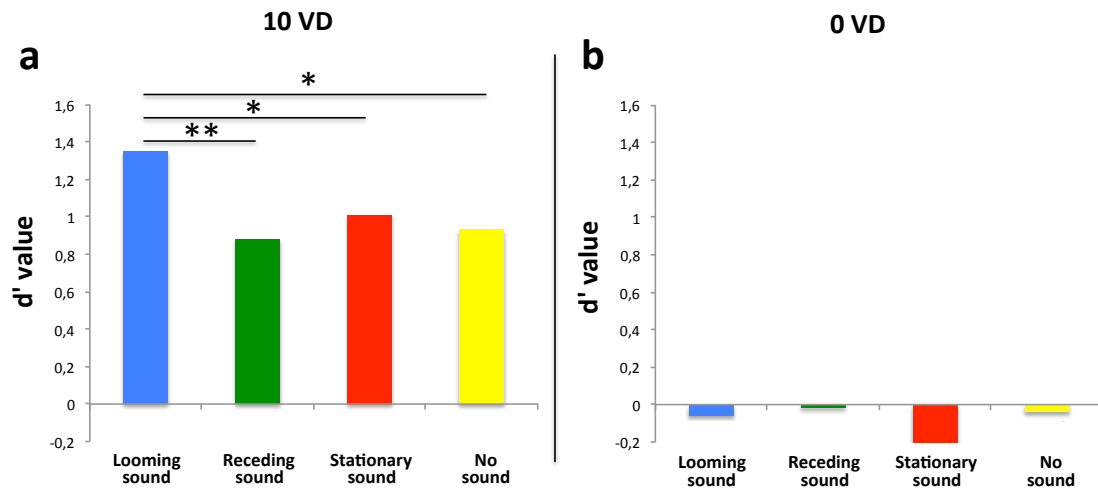 10 VD
0 VD
a
b
*
*
**
1,6
1,4
1,2
1
0,8
0,6
0,4
0,2
0
-0,2
d' value
Looming sound
Receding sound
Stationary sound
No sound
1,6
1,4
1,2
1
0,8
0,6
0,4
0,2
0
-0,2
d' value
Looming sound
Receding sound
Stationary sound
No sound